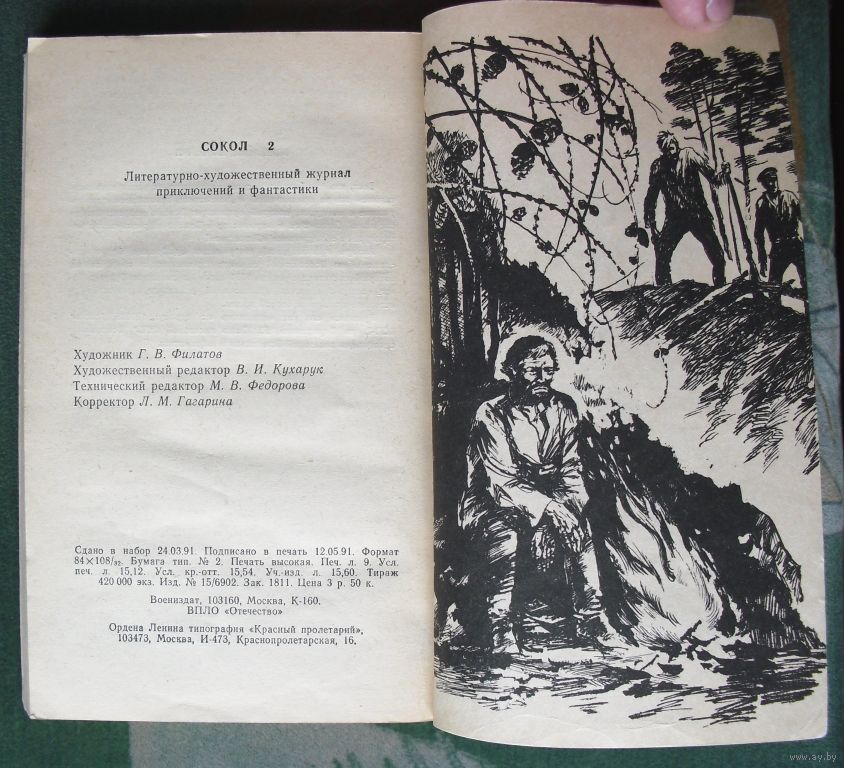 СОКОЛ 2
Литературно-художественный журнал
приключений и фантастики
Художник Г. В. Филатов
Художественный редактор В. И. Кухарук
Технический редактор М. В. Федорова
Корректор Л. М. Гагарина
Сдано в набор 24.03.91. Подписано в печать 12.05.91. Формат
84×108/32. Бумага тип. № 2. Печать высокая. Печ. л. 9. Усл.
печ. л. 15,12. Усл. кр.-отт. 15,54. Уч.-изд. л. 15,60. Тираж
420 000 экз. Изд. № 15/6902. Зак. 1811. Цена 3 р. 50 к.
Воениздат, 103160, Москва, К-160.
ВПЛО «Отечество»
Ордена Ленина типография «Красный пролетарий»,
103473, Москва, И-473, Краснопролетарская, 16.
www.ay.by